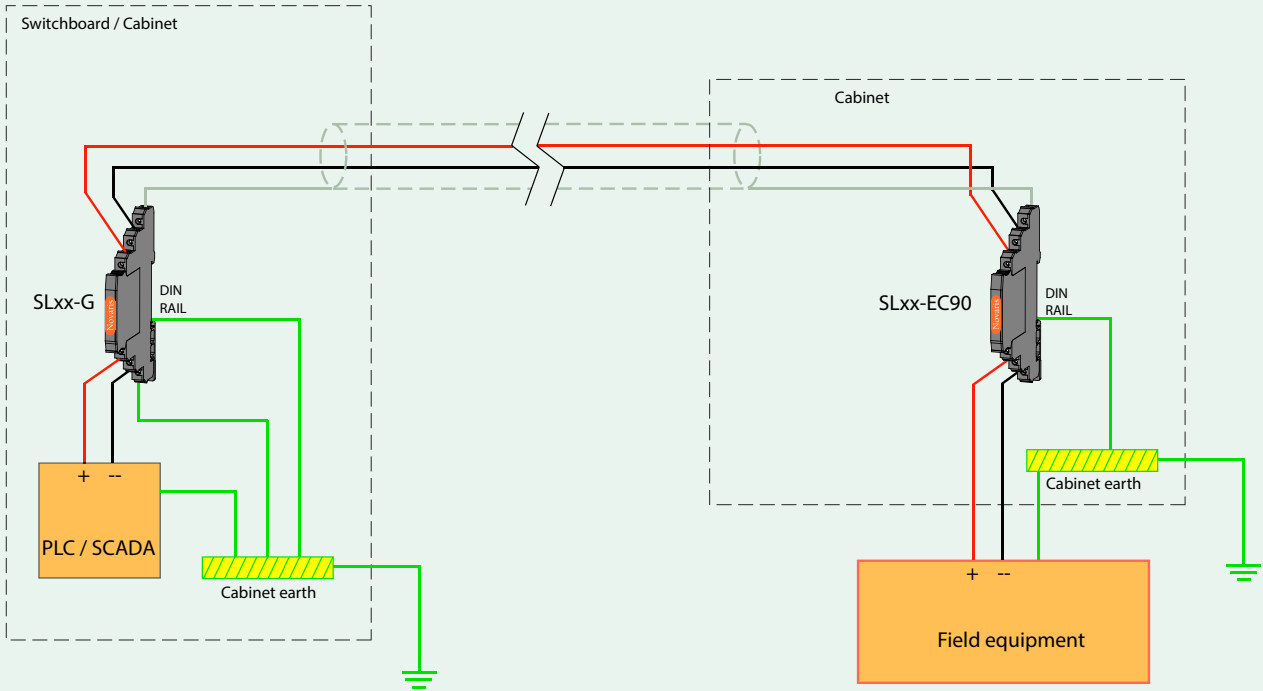 Switchboard / Cabinet
Cabinet
SLxx-G
DIN
RAIL
Novaris
SLxx-EC90
DIN
RAIL
Novaris
+ --
PLC / SCADA
Cabinet earth
Cabinet earth
+ --
Field equipment